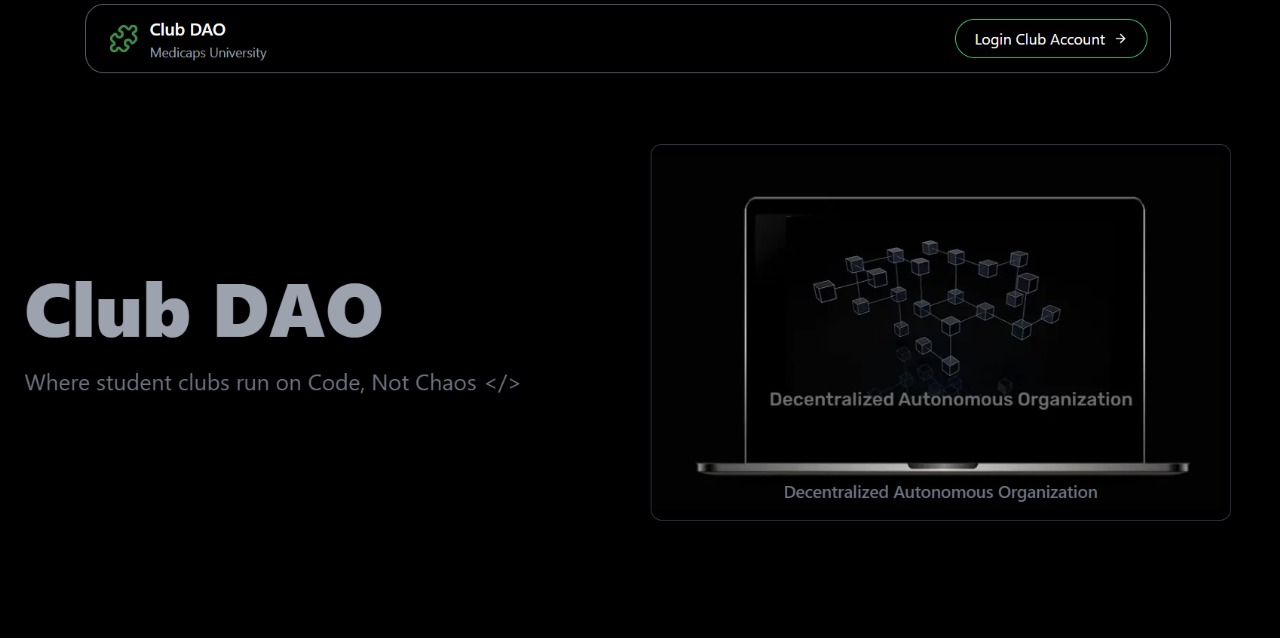 Club DAO
Medicaps University
Login Club Account →
Club DAO
Where student clubs run on Code, Not Chaos </>
Decentralized Autonomous Organization
Decentralized Autonomous Organization